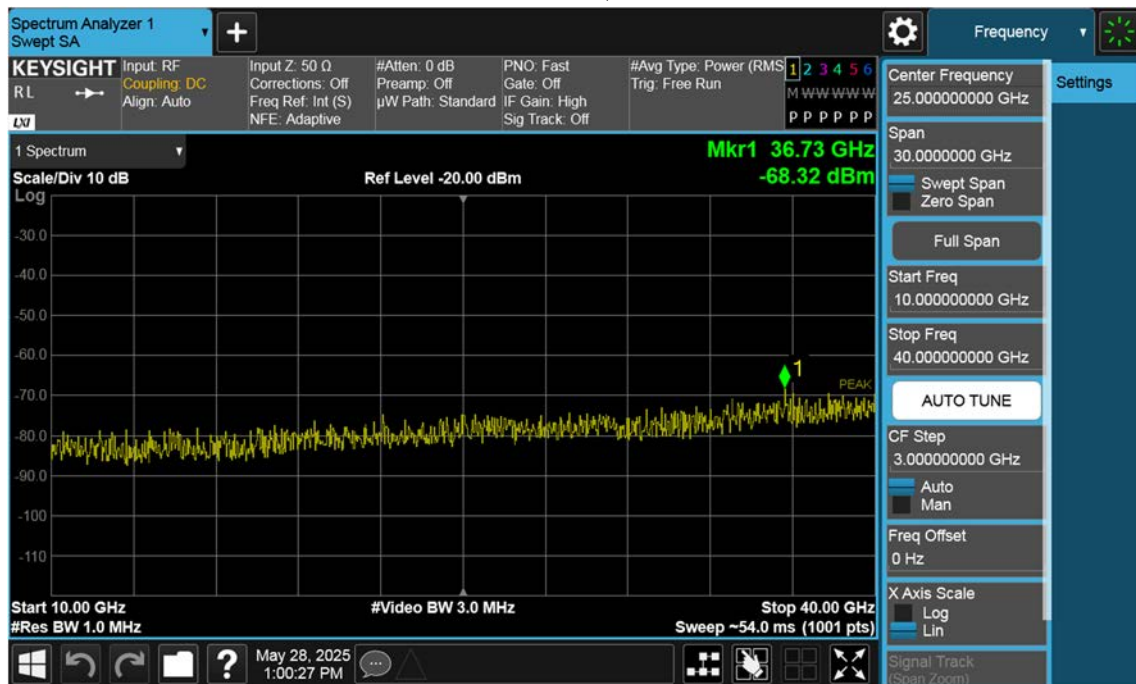 Spectrum Analyzer 1
Swept SA
+
Frequency
KEYSIGHT
RL
LXI
Input: RF
Coupling: DC
Align: Auto
Input Z: 50 Ω
Corrections: Off
Freq Ref: Int (S)
NFE: Adaptive
#Atten: 0 dB
Preamp: Off
µW Path: Standard
PNO: Fast
Gate: Off
IF Gain: High
Sig Track: Off
#Avg Type: Power (RMS
Trig: Free Run
1 2 3 4 5 6
M W W W W W
P P P P P P
1 Spectrum
Scale/Div 10 dB
Log
Ref Level -20.00 dBm
Mkr1 36.73 GHz
-68.32 dBm
-30.0
-40.0
-50.0
-60.0
-70.0
-80.0
-90.0
-100
-110
1
PEAK
Start 10.00 GHz
#Res BW 1.0 MHz
#Video BW 3.0 MHz
Stop 40.00 GHz
Sweep ~54.0 ms (1001 pts)
Center Frequency
25.000000000 GHz
Span
30.0000000 GHz
Swept Span
Zero Span
Full Span
Start Freq
10.000000000 GHz
Stop Freq
40.000000000 GHz
AUTO TUNE
CF Step
3.000000000 GHz
Auto
Man
Freq Offset
0 Hz
X Axis Scale
Log
Lin
Signal Track
(Span Zoom)
Settings
?
May 28, 2025
1:00:27 PM